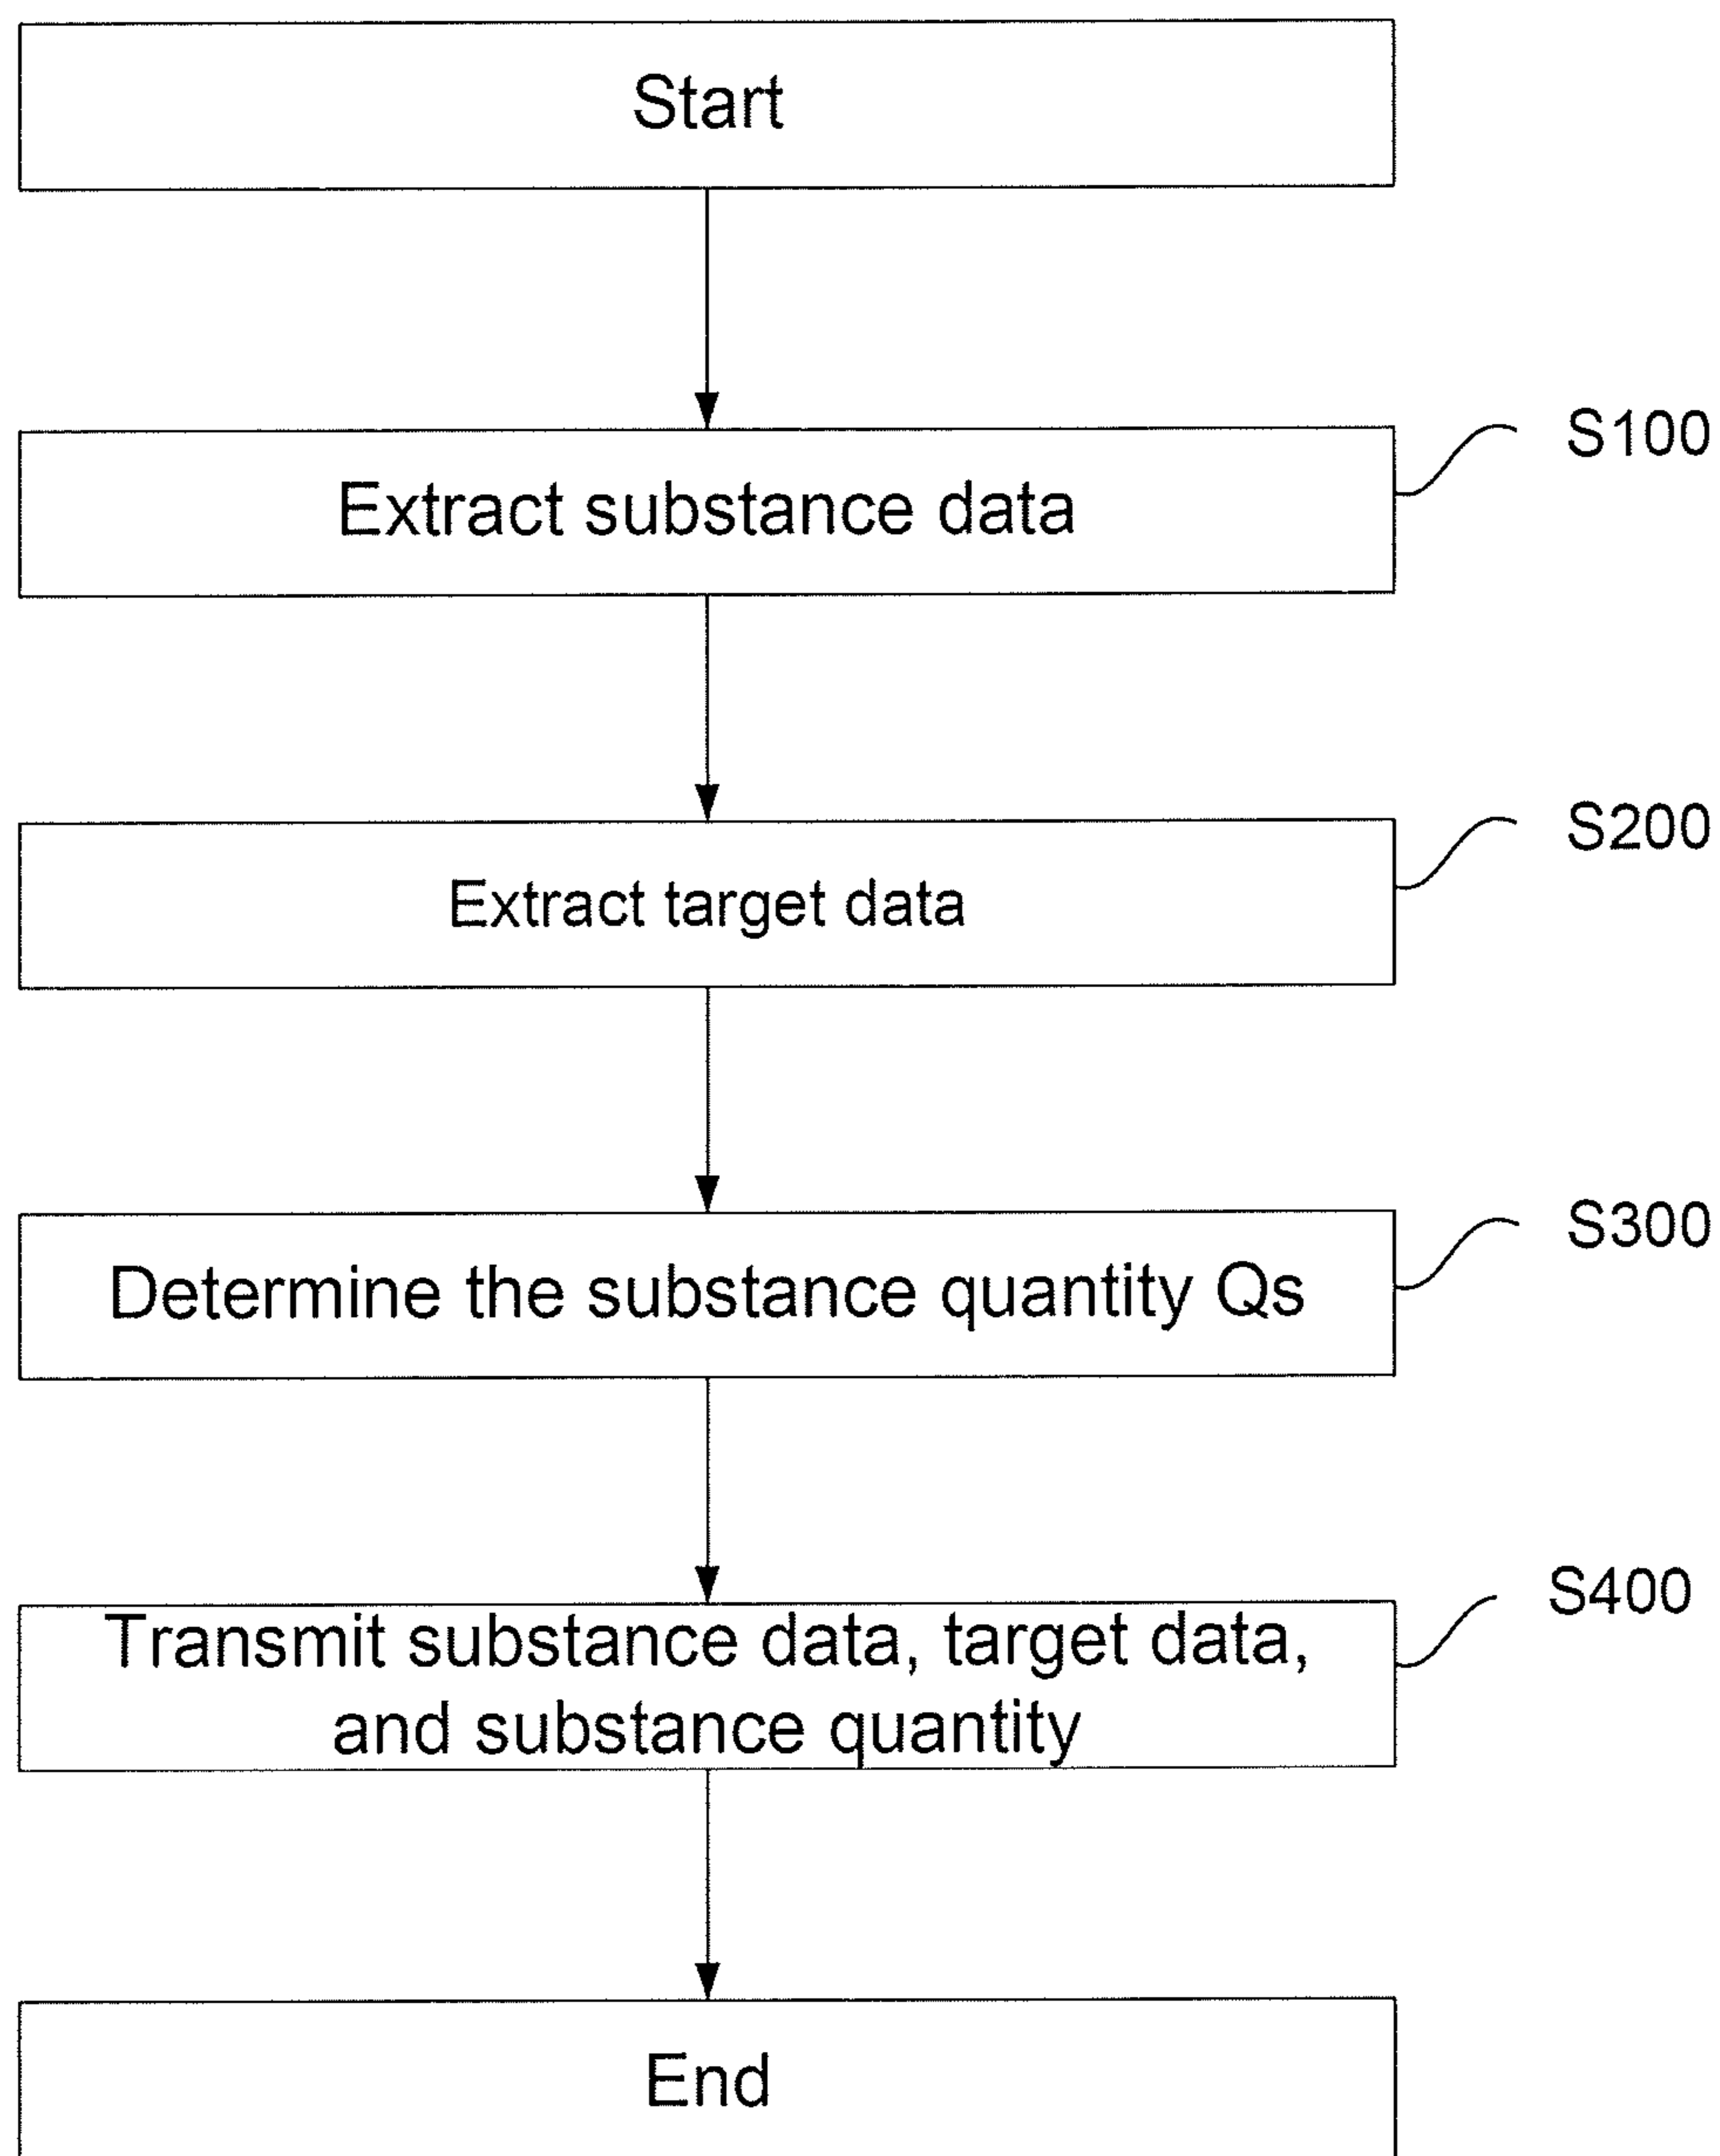 Start
S100
Extract substance data
S200
Extract target data
S300
Determine the substance quantity Qs
S400
Transmit substance data, target data,
and substance quantity
End